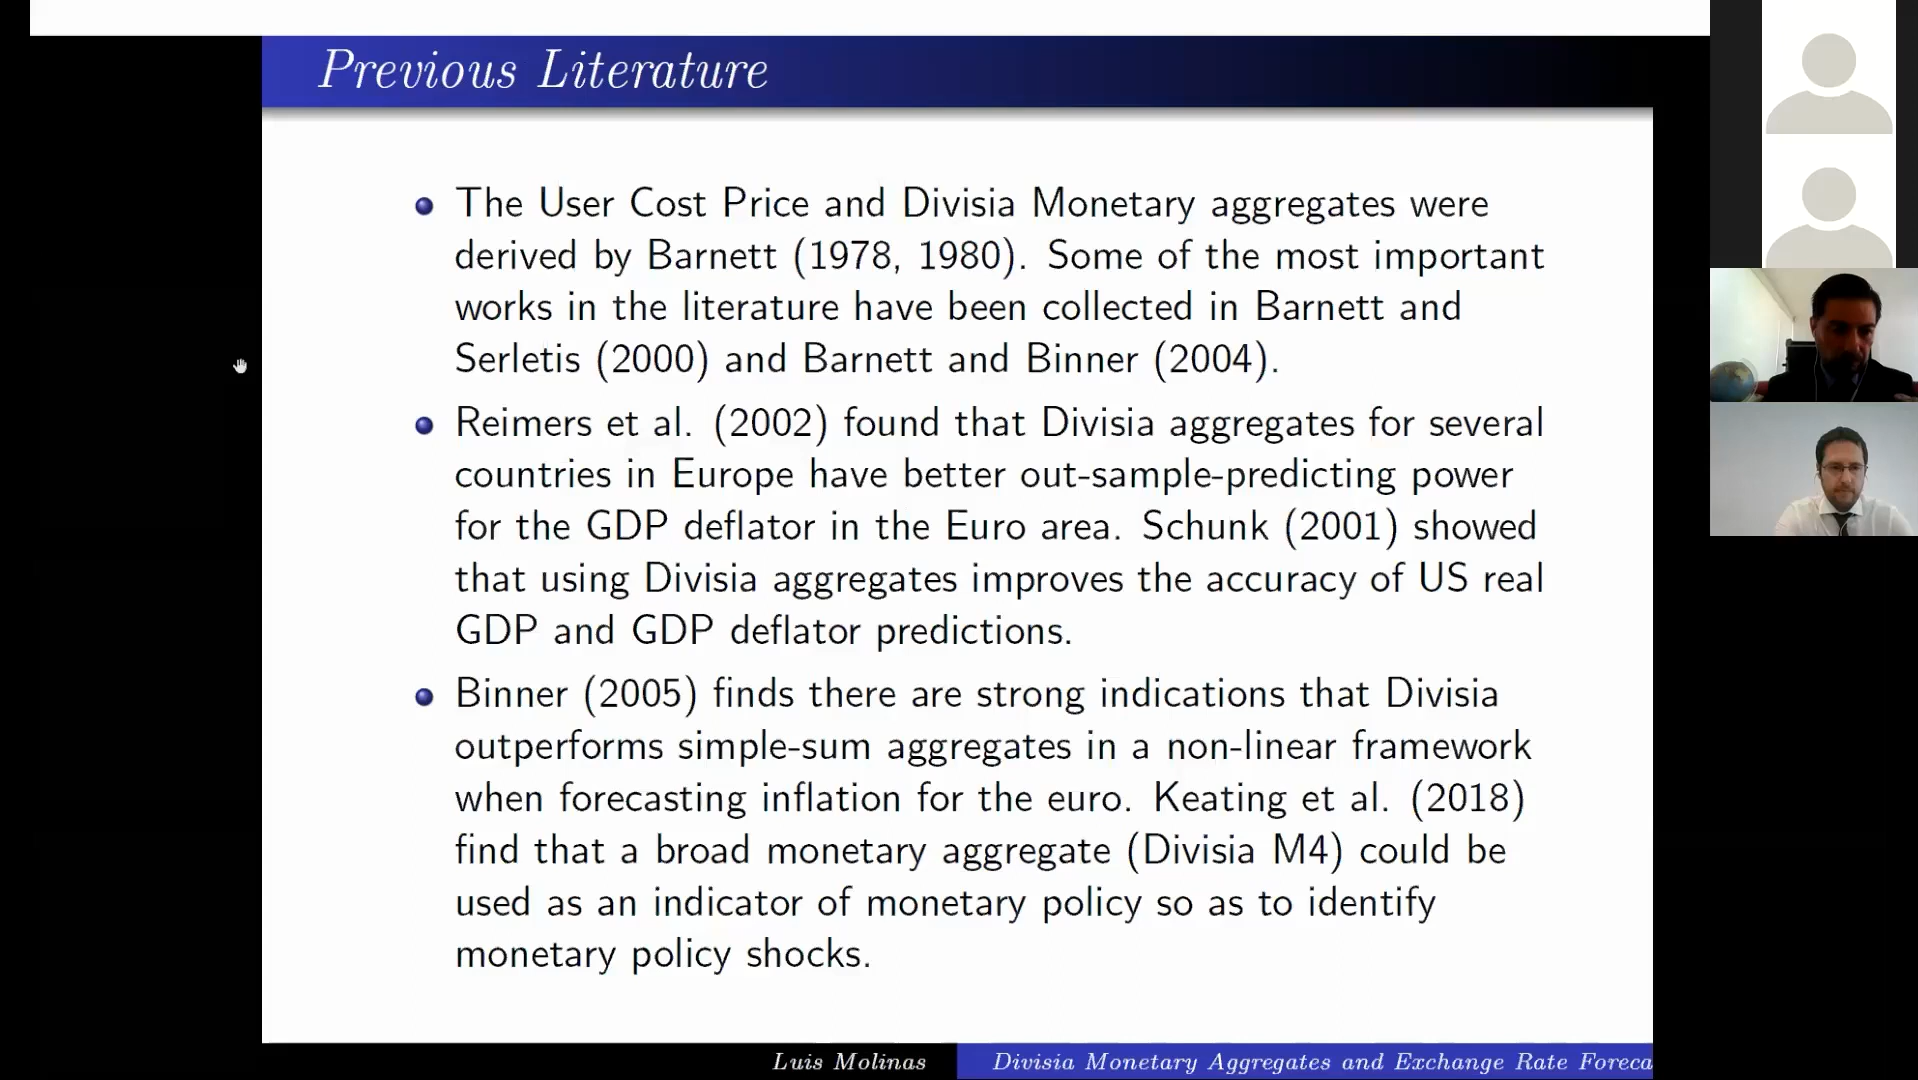 Previous Literature
The User Cost Price and Divisia Monetary aggregates were
derived by Barnett (1978, 1980). Some of the most important
works in the literature have been collected in Barnett and
Serletis (2000) and Barnett and Binner (2004).
Reimers et al. (2002) found that Divisia aggregates for several
countries in Europe have better out-sample-predicting power
for the GDP deflator in the Euro area. Schunk (2001) showed
that using Divisia aggregates improves the accuracy of US real
GDP and GDP deflator predictions.
Binner (2005) finds there are strong indications that Divisia
outperforms simple-sum aggregates in a non-linear framework
when forecasting inflation for the euro. Keating et al. (2018)
find that a broad monetary aggregate (Divisia M4) could be
used as an indicator of monetary policy so as to identify
monetary policy shocks.
Luis Molinas
Divisia Monetary Aggregates and Exchange Rate Foreca